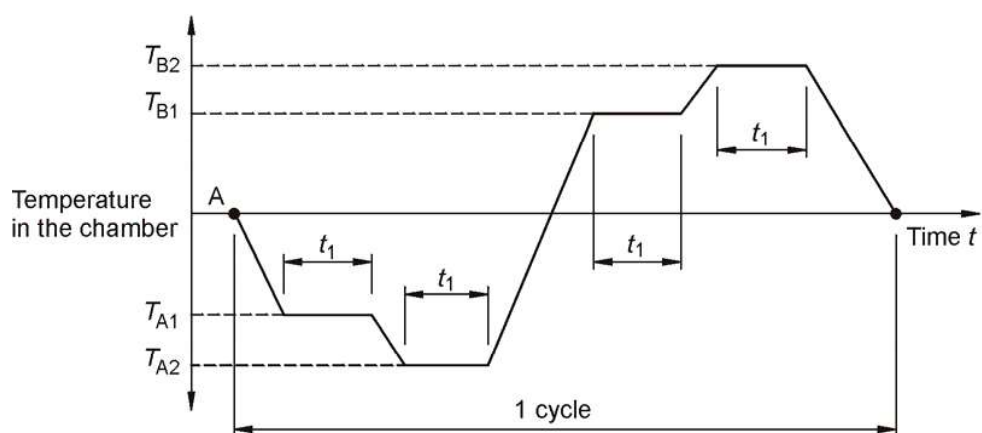 T_B2
T_B1
t_1
A
Temperature
in the chamber
Time t
t_1
t_1
t_1
T_A1
T_A2
1 cycle